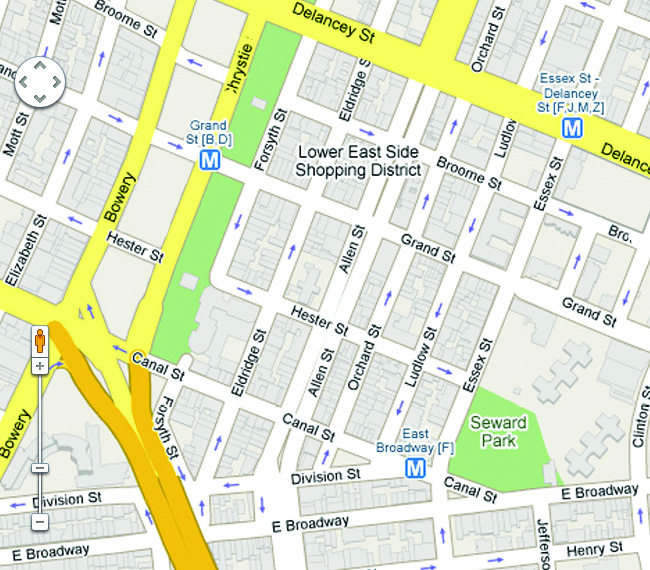 Broome St
Mott
Delancey St
Orchard St
Chrystie
Eldridge S
Essex St -
Delancey
St [F,J,M,Z]
Ludlow
Delance
Mott St
Grand
St [B,D]
Forsyth St
Lower East Side
Shopping District
Broome St
Essex St
Bowery
Bro
Elizabeth St
Hester St
Allen St
Grand St
Grand St
Hester St
Canal St
Eldridge St
Allen St
Orchard St
Ludlow St
Essex St
Clinton St
Bowery
Forsyth St
Canal St
Seward
Park
East
Broadway [F]
Division St
Canal St
Division St
E Broadway
E Broadway
E Broadway
Jefferso
Henry St